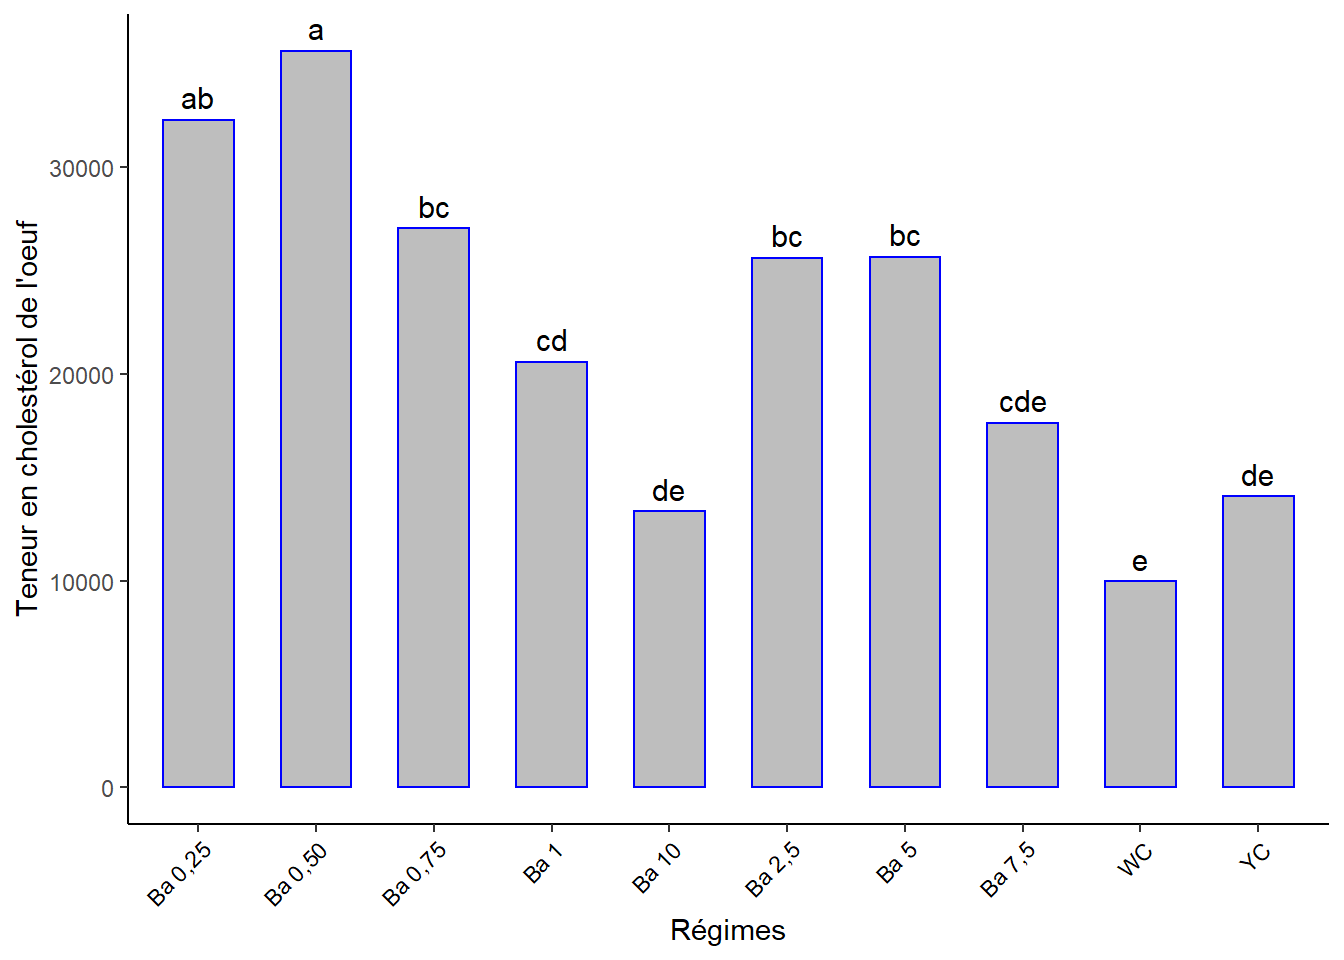 Teneur en cholestérol de l'oeuf
30000
20000
10000
0
ab
a
bc
cd
de
bc
bc
cde
e
de
Ba 0,25
Ba 0,50
Ba 0,75
Ba 1
Ba 10
Ba 2,5
Ba 5
Ba 7,5
WC
YC
Régimes